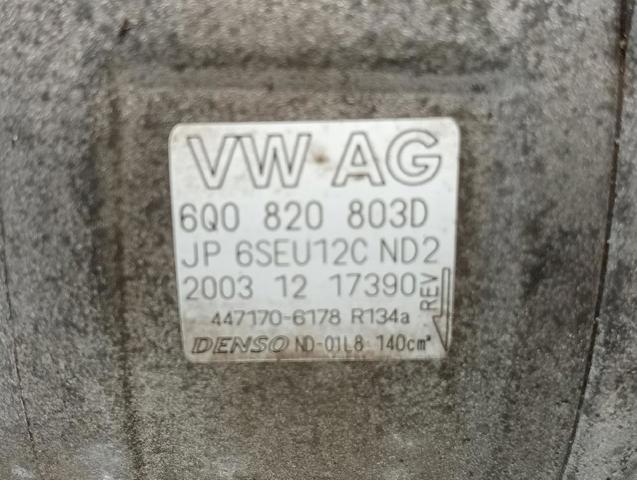 VW AG
6Q0 820 803D
JP 6SEU12C ND2
2003 12 17390
REV
447170-6178 R134a
DENSO ND-OIL8 140cm³